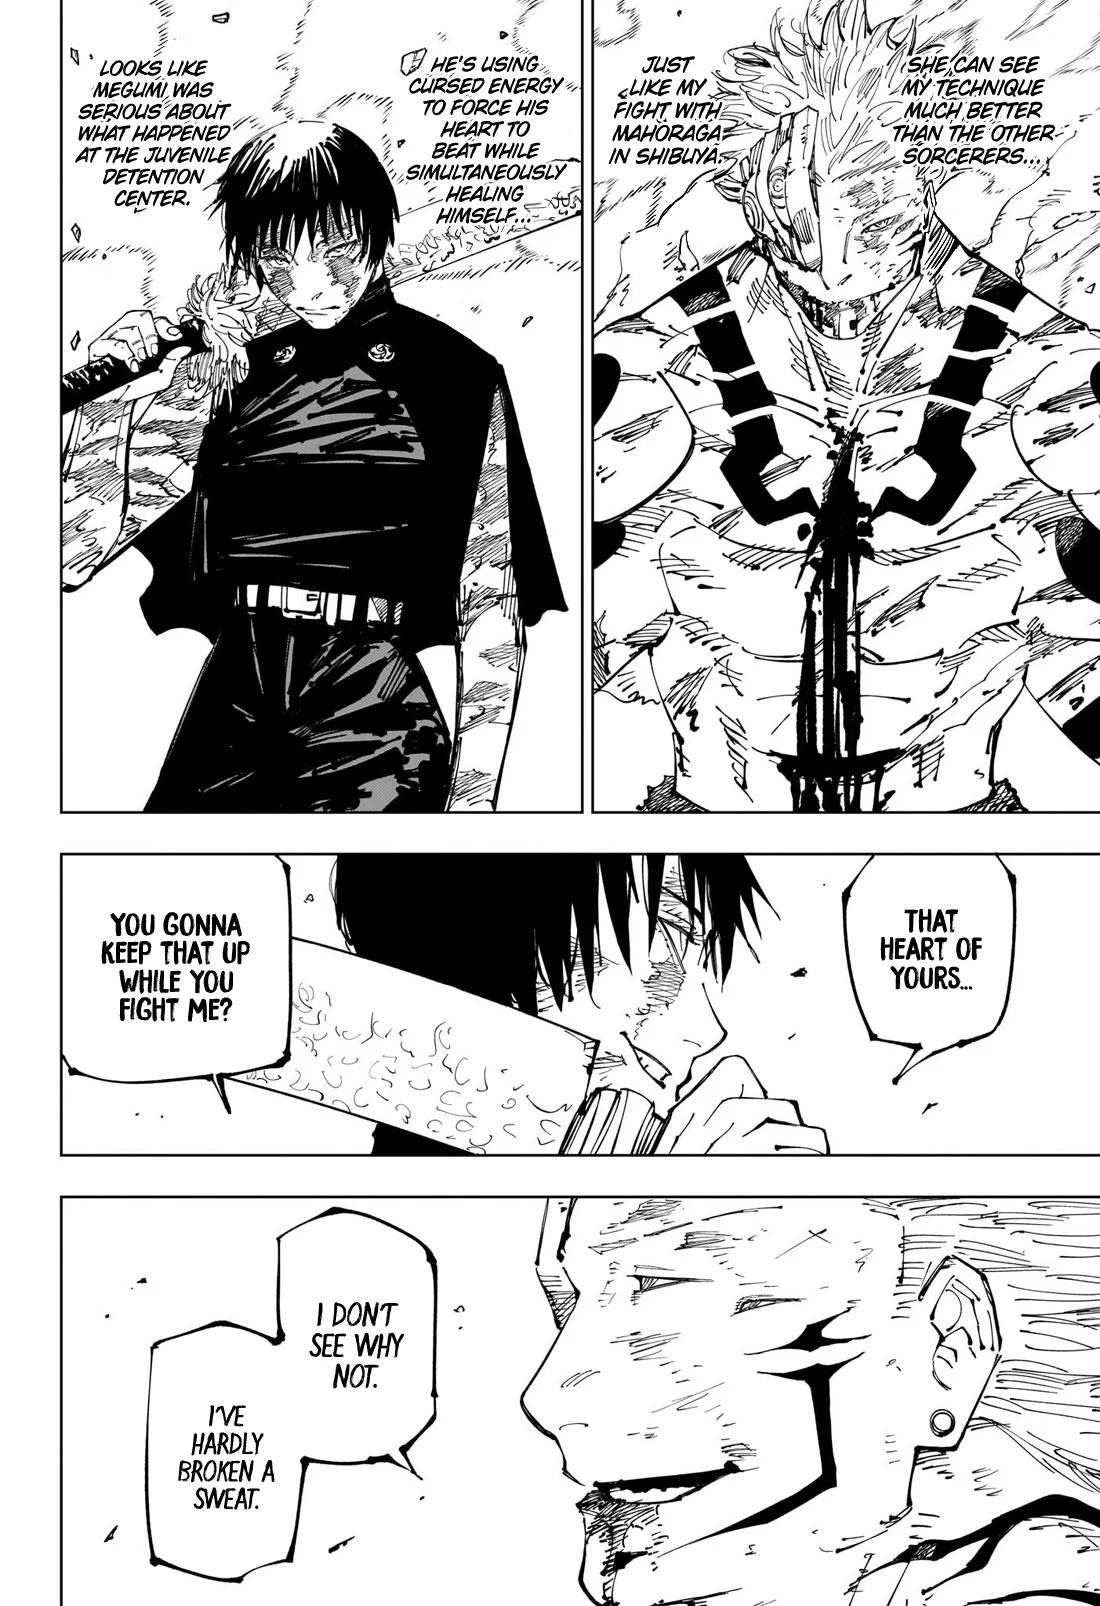 SHE CAN SEE
MY TECHNIQUE
MUCH BETTER
THAN THE OTHER
SORCERERS...
JUST
LIKE MY
FIGHT WITH
MAHORAGA
IN SHIBUYA.
HE'S USING
CURSED ENERGY
TO FORCE HIS
HEART TO
BEAT WHILE
SIMULTANEOUSLY
HEALING
HIMSELF...
LOOKS LIKE
MEGUMI WAS
SERIOUS ABOUT
WHAT HAPPENED
AT THE JUVENILE
DETENTION
CENTER.
THAT
HEART OF
YOURS...
YOU GONNA
KEEP THAT UP
WHILE YOU
FIGHT ME?
I DON'T
SEE WHY
NOT.
I'VE
HARDLY
BROKEN A
SWEAT.